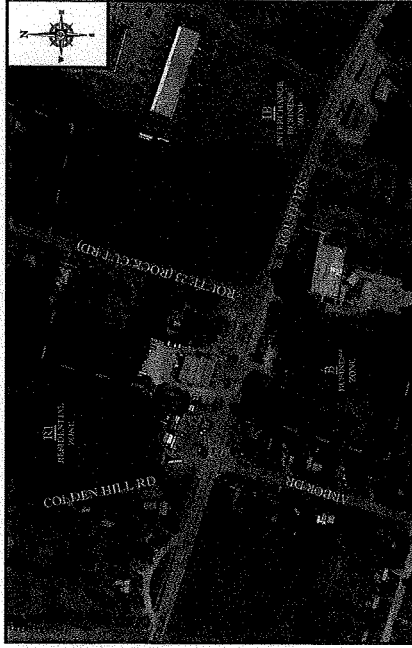 N
R1
RESIDENTIAL
ZONE
COLDEN HILL RD
ROUTE 23 (ROCK CUT RD)
ROUTE 17K
IB
INTERCHANGE
BUSINESS
ZONE
B
BUSINESS
ZONE
ARBOR DR